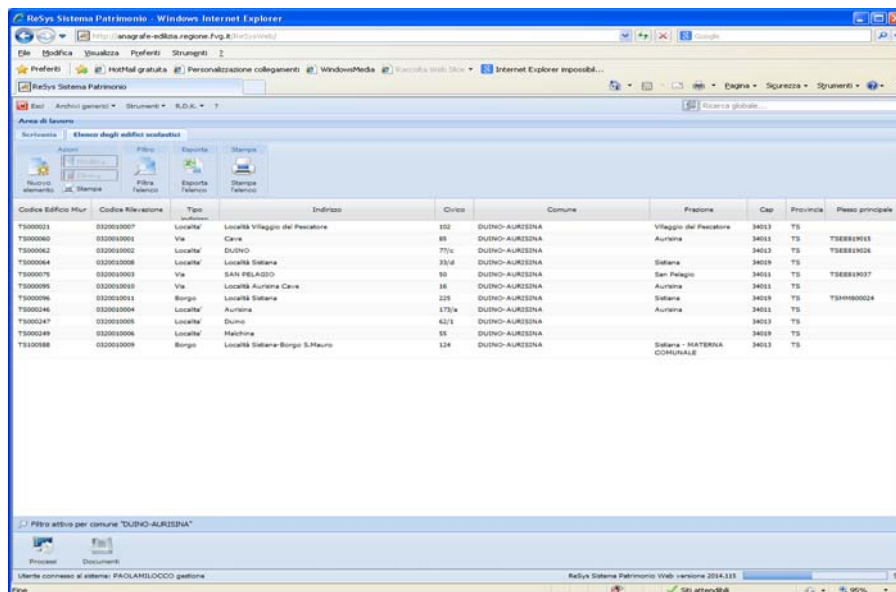 ReSys Sistema Patrimonio - Windows Internet Explorer
http://anagrafe-edilizia.regione.fvg.it/ReSysWeb/ Google
File Modifica Visualizza Preferiti Strumenti ?
Preferiti HotMail gratuita Personalizzazione collegamenti WindowsMedia Raccolta Web Slice Internet Explorer impossibil...
ReSys Sistema Patrimonio Pagina Sicurezza Strumenti
Esci Archivi generici Strumenti R.D.K. ? Ricerca globale...
Area di lavoro
Scrivania Elenco degli edifici scolastici
Azioni Filtro Esporta Stampa
Nuovo elemento Modifica Elimina Stampa Filtra l'elenco Esporta l'elenco Stampa l'elenco
Codice Edificio Miur Codice Rilevazione Tipo indirizzo Indirizzo Civico Comune Frazione Cap Provincia Plesso principale
TS000021 0320010007 Localita' Località Villaggio del Pescatore 102 DUINO-AURISINA Villaggio del Pescatore 34013 TS
TS000060 0320010001 Via Cave 85 DUINO-AURISINA Aurisina 34011 TS TSEE819015
TS000062 0320010002 Localita' DUINO 77/c DUINO-AURISINA 34013 TS TSEE819026
TS000064 0320010008 Localita' Località Sistiana 33/d DUINO-AURISINA Sistiana 34019 TS
TS000075 0320010003 Via SAN PELAGIO 50 DUINO-AURISINA San Pelagio 34011 TS TSEE819037
TS000095 0320010010 Via Località Aurisina Cave 16 DUINO-AURISINA Aurisina 34011 TS
TS000096 0320010011 Borgo Località Sistiana 225 DUINO-AURISINA Sistiana 34019 TS TSMM800024
TS000246 0320010004 Localita' Aurisina 173/a DUINO-AURISINA Aurisina 34011 TS
TS000247 0320010005 Localita' Duino 62/1 DUINO-AURISINA 34013 TS
TS000249 0320010006 Localita' Malchina 55 DUINO-AURISINA 34019 TS
TS100588 0320010009 Borgo Località Sistiana-Borgo S.Mauro 124 DUINO-AURISINA Sistiana - MATERNA COMUNALE 34013 TS
Filtro attivo per comune "DUINO-AURISINA"
Processi Documenti
Utente connesso al sistema: PAOLAMILOCCO gestione ReSys Sistema Patrimonio Web versione 2014.115
Fine Siti attendibili 95%